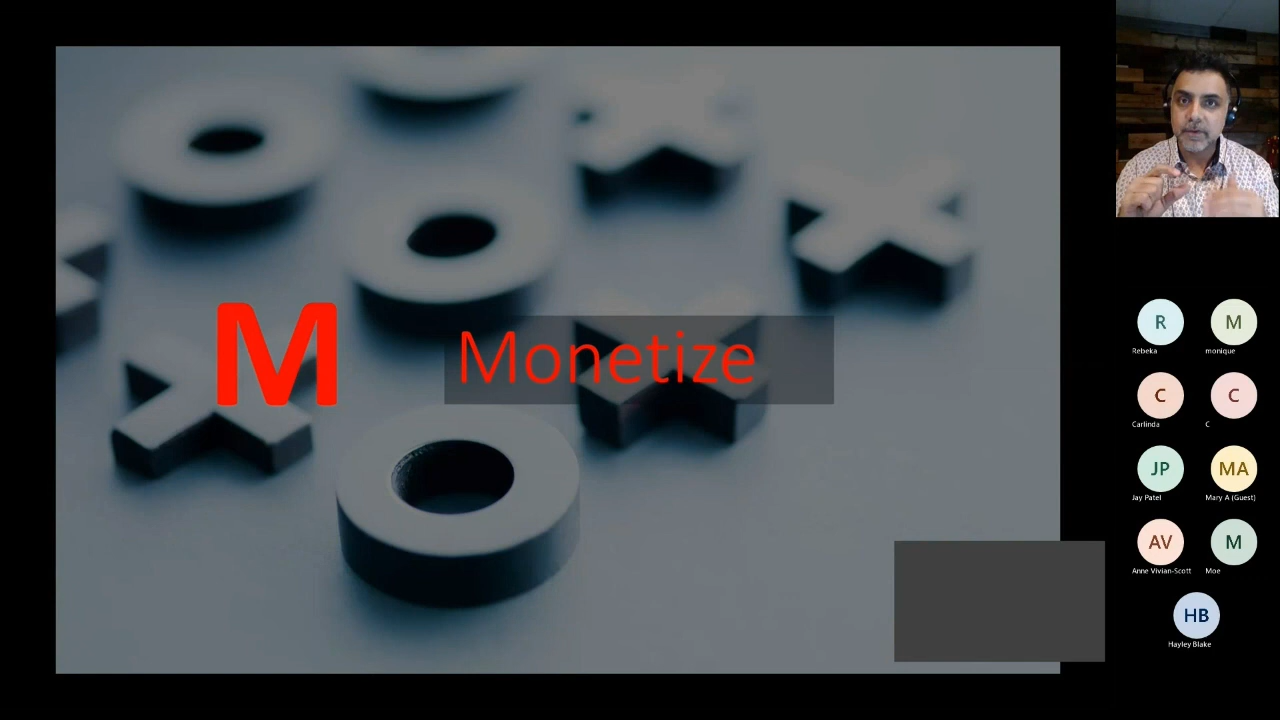 M Monetize
R
Rebeka
M
monique
C
Carlinda
C
C
JP
Jay Patel
MA
Mary A (Guest)
AV
Anne Vivian-Scott
M
Moe
HB
Hayley Blake